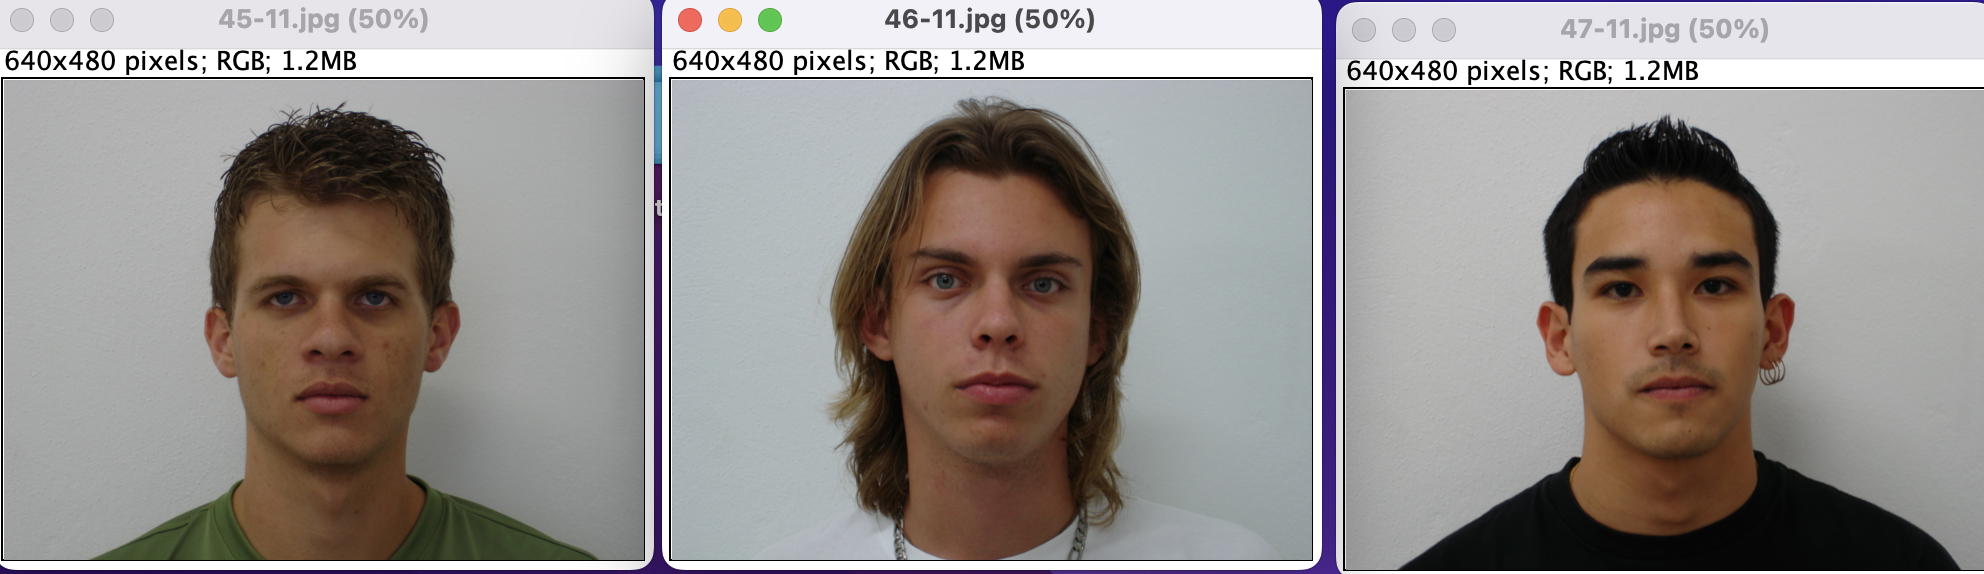 45-11.jpg (50%)
640x480 pixels; RGB; 1.2MB
46-11.jpg (50%)
640x480 pixels; RGB; 1.2MB
t
47-11.jpg (50%)
640x480 pixels; RGB; 1.2MB